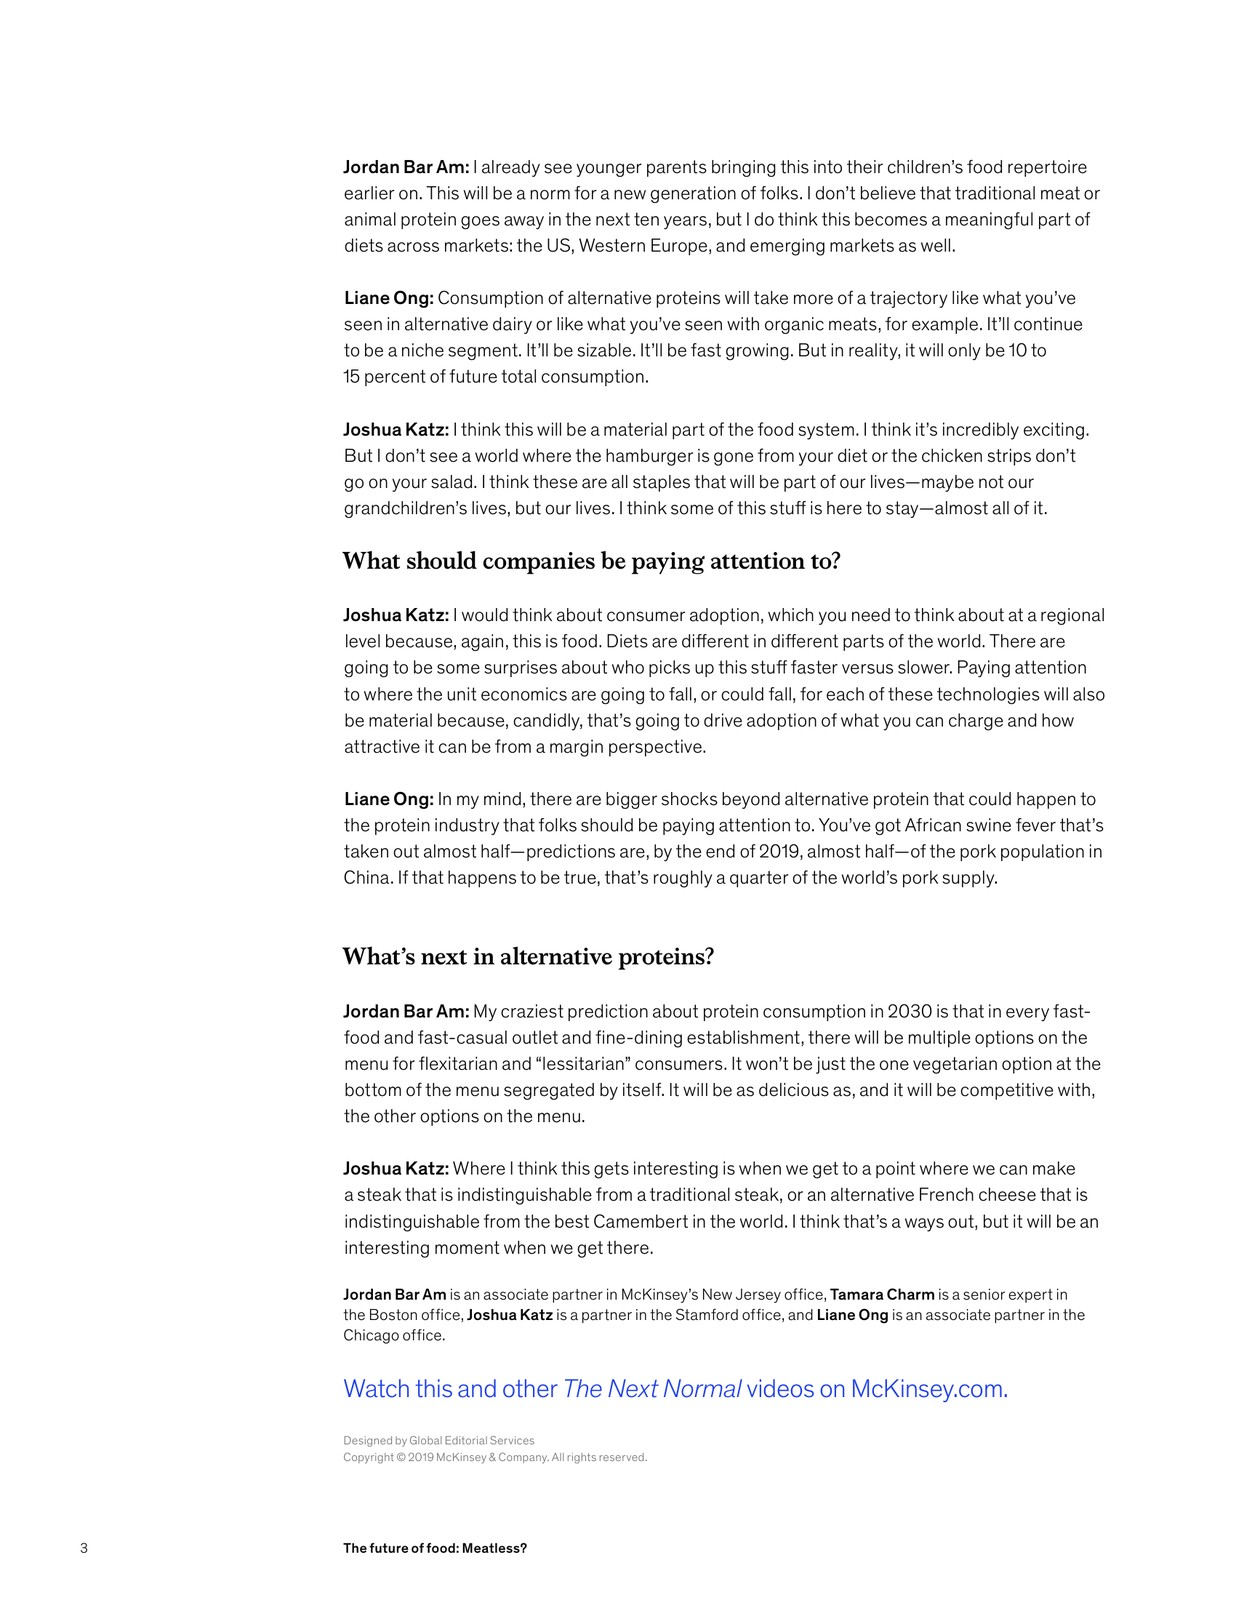 Jordan Bar Am: I already see younger parents bringing this into their children’s food repertoire
earlier on. This will be a norm for a new generation of folks. I don’t believe that traditional meat or
animal protein goes away in the next ten years, but I do think this becomes a meaningful part of
diets across markets: the US, Western Europe, and emerging markets as well.
Liane Ong: Consumption of alternative proteins will take more of a trajectory like what you’ve
seen in alternative dairy or like what you’ve seen with organic meats, for example. It’ll continue
to be a niche segment. It’ll be sizable. It’ll be fast growing. But in reality, it will only be 10 to
15 percent of future total consumption.
Joshua Katz: I think this will be a material part of the food system. I think it’s incredibly exciting.
But I don’t see a world where the hamburger is gone from your diet or the chicken strips don’t
go on your salad. I think these are all staples that will be part of our lives—maybe not our
grandchildren’s lives, but our lives. I think some of this stuff is here to stay—almost all of it.
What should companies be paying attention to?
Joshua Katz: I would think about consumer adoption, which you need to think about at a regional
level because, again, this is food. Diets are different in different parts of the world. There are
going to be some surprises about who picks up this stuff faster versus slower. Paying attention
to where the unit economics are going to fall, or could fall, for each of these technologies will also
be material because, candidly, that’s going to drive adoption of what you can charge and how
attractive it can be from a margin perspective.
Liane Ong: In my mind, there are bigger shocks beyond alternative protein that could happen to
the protein industry that folks should be paying attention to. You’ve got African swine fever that’s
taken out almost half—predictions are, by the end of 2019, almost half—of the pork population in
China. If that happens to be true, that’s roughly a quarter of the world’s pork supply.
What’s next in alternative proteins?
Jordan Bar Am: My craziest prediction about protein consumption in 2030 is that in every fast-
food and fast-casual outlet and fine-dining establishment, there will be multiple options on the
menu for flexitarian and “lessitarian” consumers. It won’t be just the one vegetarian option at the
bottom of the menu segregated by itself. It will be as delicious as, and it will be competitive with,
the other options on the menu.
Joshua Katz: Where I think this gets interesting is when we get to a point where we can make
a steak that is indistinguishable from a traditional steak, or an alternative French cheese that is
indistinguishable from the best Camembert in the world. I think that’s a ways out, but it will be an
interesting moment when we get there.
Jordan Bar Am is an associate partner in McKinsey’s New Jersey office, Tamara Charm is a senior expert in
the Boston office, Joshua Katz is a partner in the Stamford office, and Liane Ong is an associate partner in the
Chicago office.
Watch this and other The Next Normal videos on McKinsey.com.
Designed by Global Editorial Services
Copyright © 2019 McKinsey & Company. All rights reserved.
3 The future of food: Meatless?